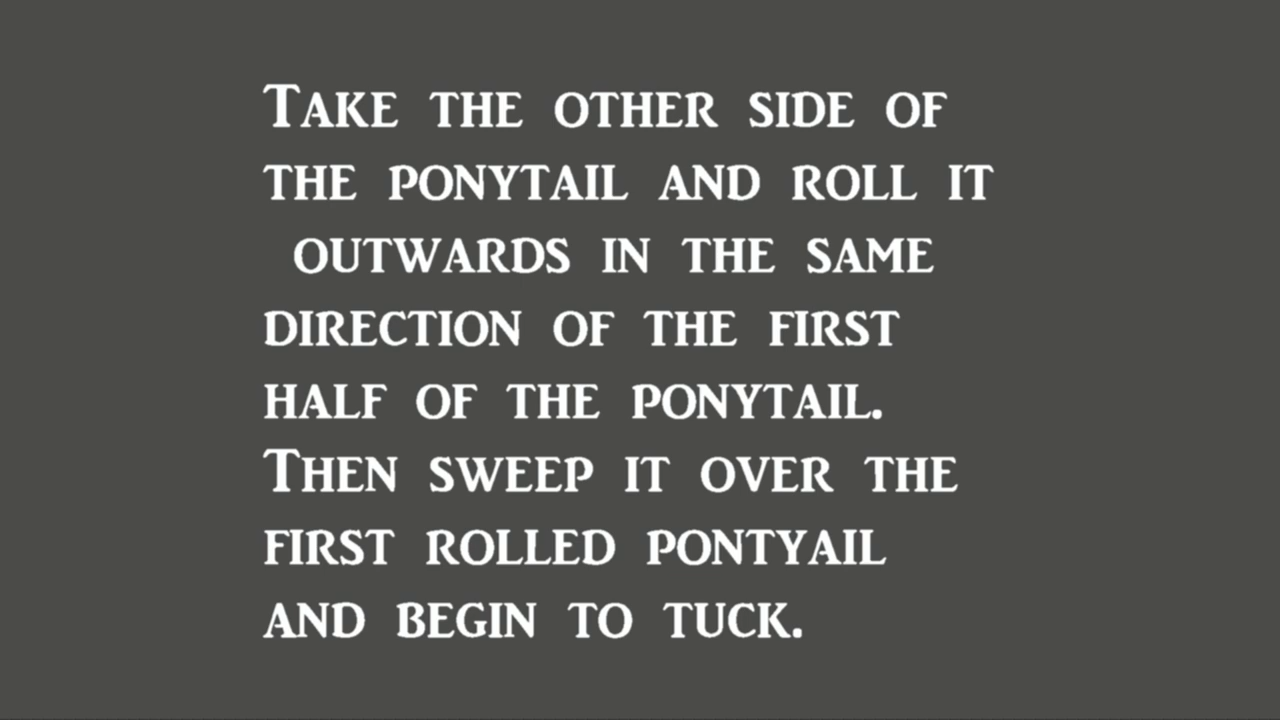 Take the other side of
the ponytail and roll it
outwards in the same
direction of the first
half of the ponytail.
Then sweep it over the
first rolled pontyail
and begin to tuck.